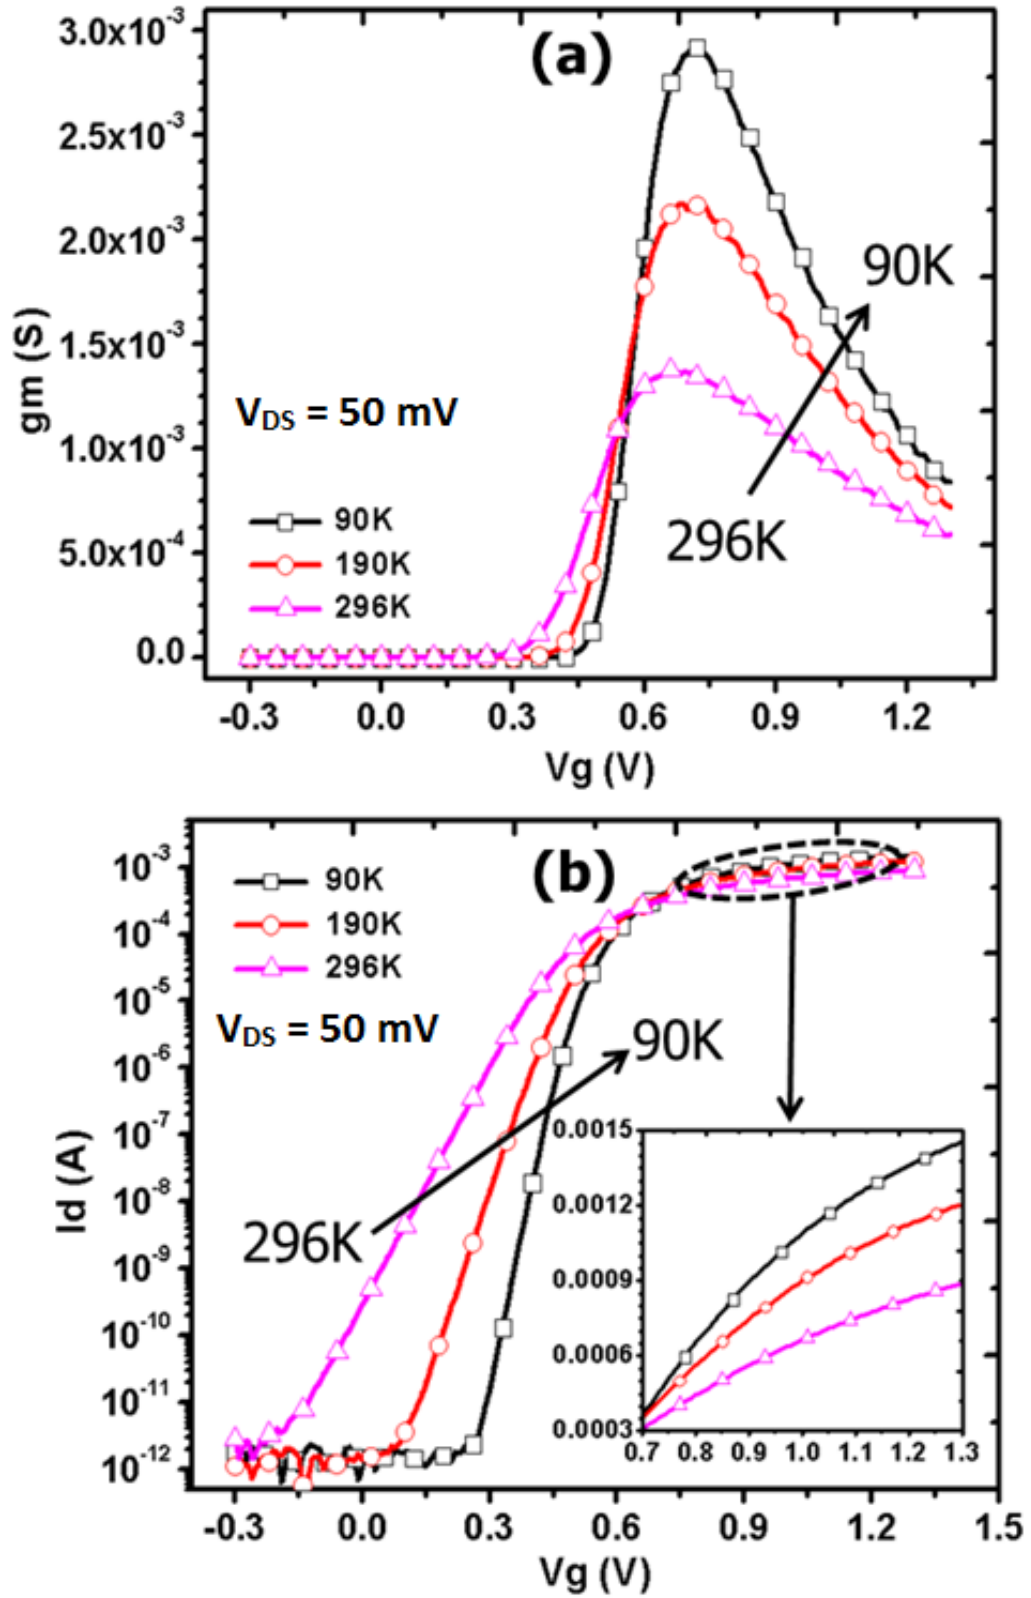 (a)
3.0x10⁻³
2.5x10⁻³
2.0x10⁻³
1.5x10⁻³
1.0x10⁻³
5.0x10⁻⁴
0.0
gm (S)
90K
V_DS = 50 mV
296K
90K
190K
296K
-0.3 0.0 0.3 0.6 0.9 1.2
Vg (V)
(b)
10⁻³
10⁻⁴
10⁻⁵
10⁻⁶
10⁻⁷
10⁻⁸
10⁻⁹
10⁻¹⁰
10⁻¹¹
10⁻¹²
Id (A)
90K
190K
296K
V_DS = 50 mV
90K
296K
0.0015
0.0012
0.0009
0.0006
0.0003
0.7 0.8 0.9 1.0 1.1 1.2 1.3
-0.3 0.0 0.3 0.6 0.9 1.2 1.5
Vg (V)